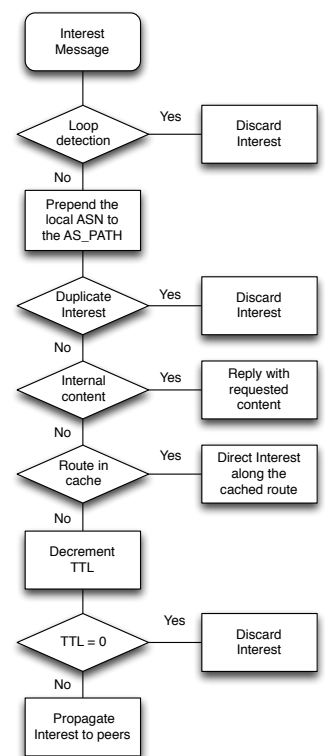 Interest
Message
Loop
detection
Yes
Discard
Interest
No
Prepend the
local ASN to
the AS_PATH
Duplicate
Interest
Yes
Discard
Interest
No
Internal
content
Yes
Reply with
requested
content
No
Route in
cache
Yes
Direct Interest
along the
cached route
No
Decrement
TTL
TTL = 0
Yes
Discard
Interest
No
Propagate
Interest to peers